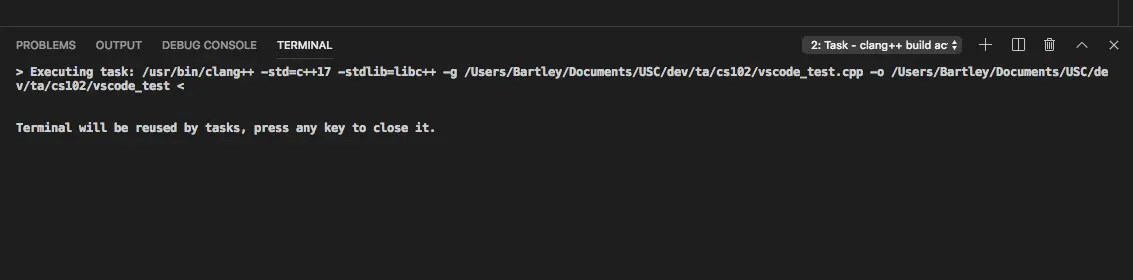 PROBLEMS OUTPUT DEBUG CONSOLE TERMINAL 2: Task - clang++ build ac
> Executing task: /usr/bin/clang++ -std=c++17 -stdlib=libc++ -g /Users/Bartley/Documents/USC/dev/ta/cs102/vscode_test.cpp -o /Users/Bartley/Documents/USC/de
v/ta/cs102/vscode_test <
Terminal will be reused by tasks, press any key to close it.